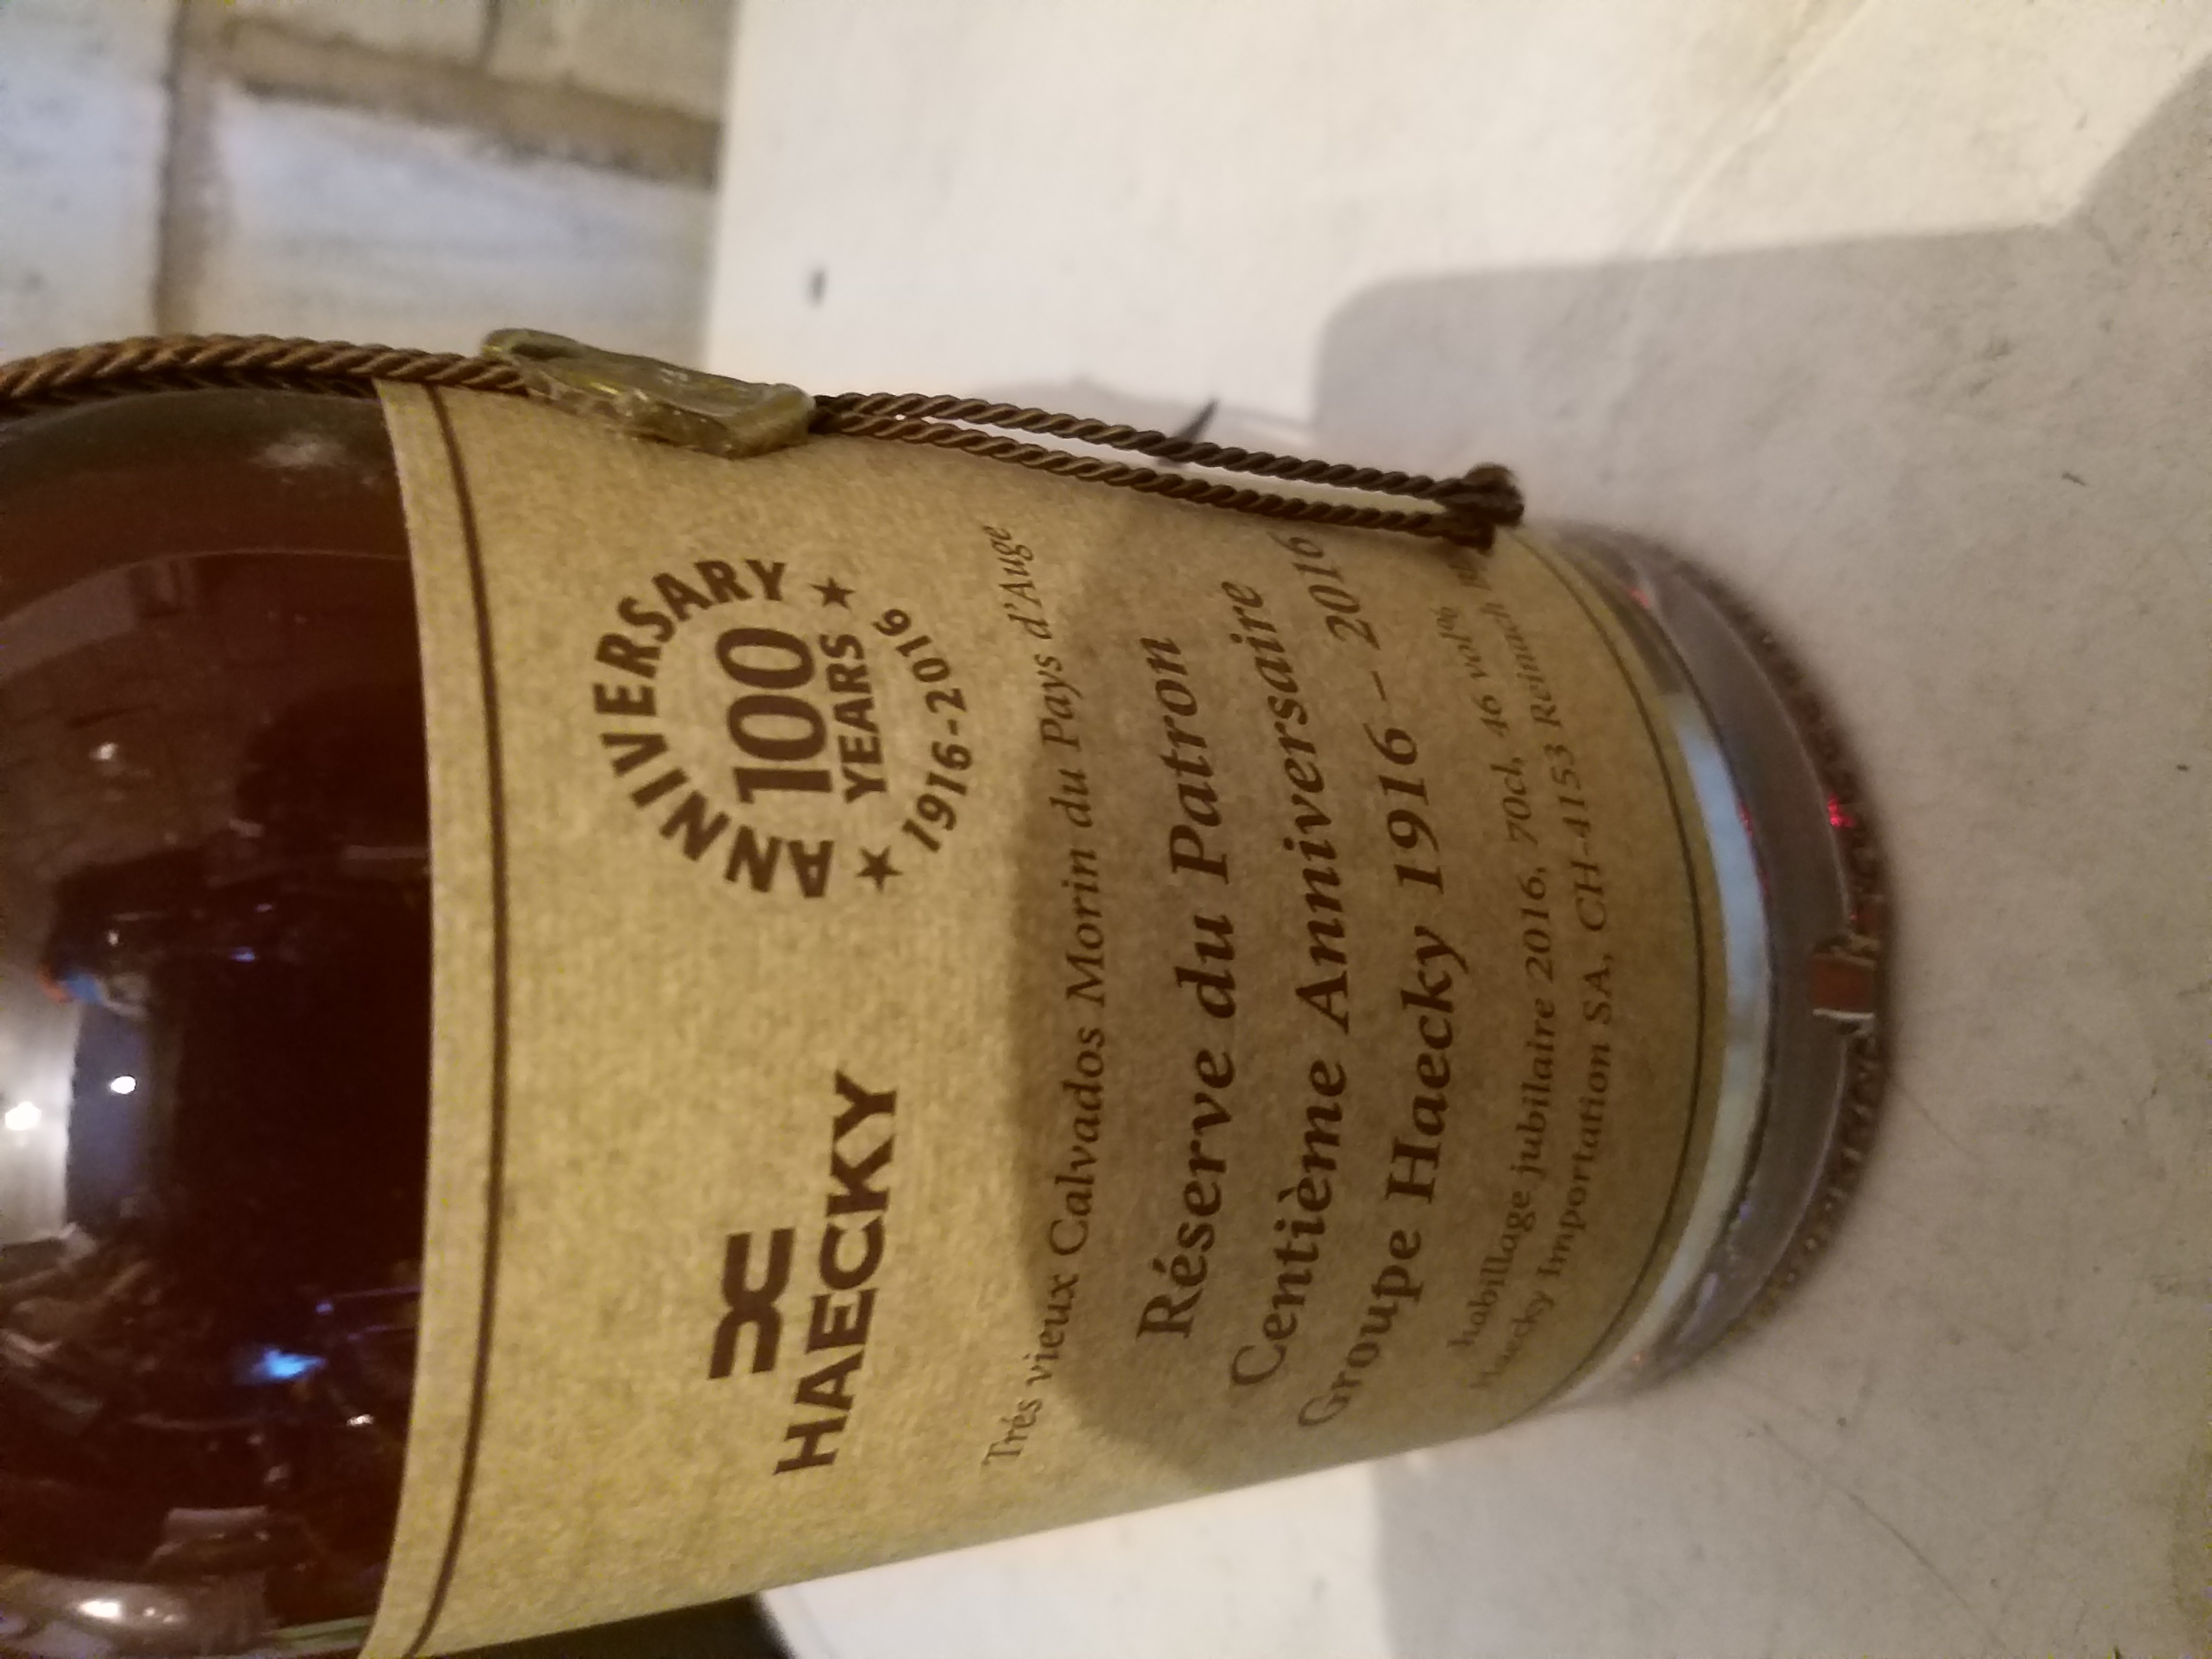 HAECKY
ANNIVERSARY
100
YEARS
1916-2016
Trés vieux Calvados Morin du Pays d'Auge
Réserve du Patron
Centième Anniversaire
Groupe Haecky 1916 – 2016
habillage jubilaire 2016, 70cl, 46 vol%
Haecky Importation SA, CH-4153 Reinach